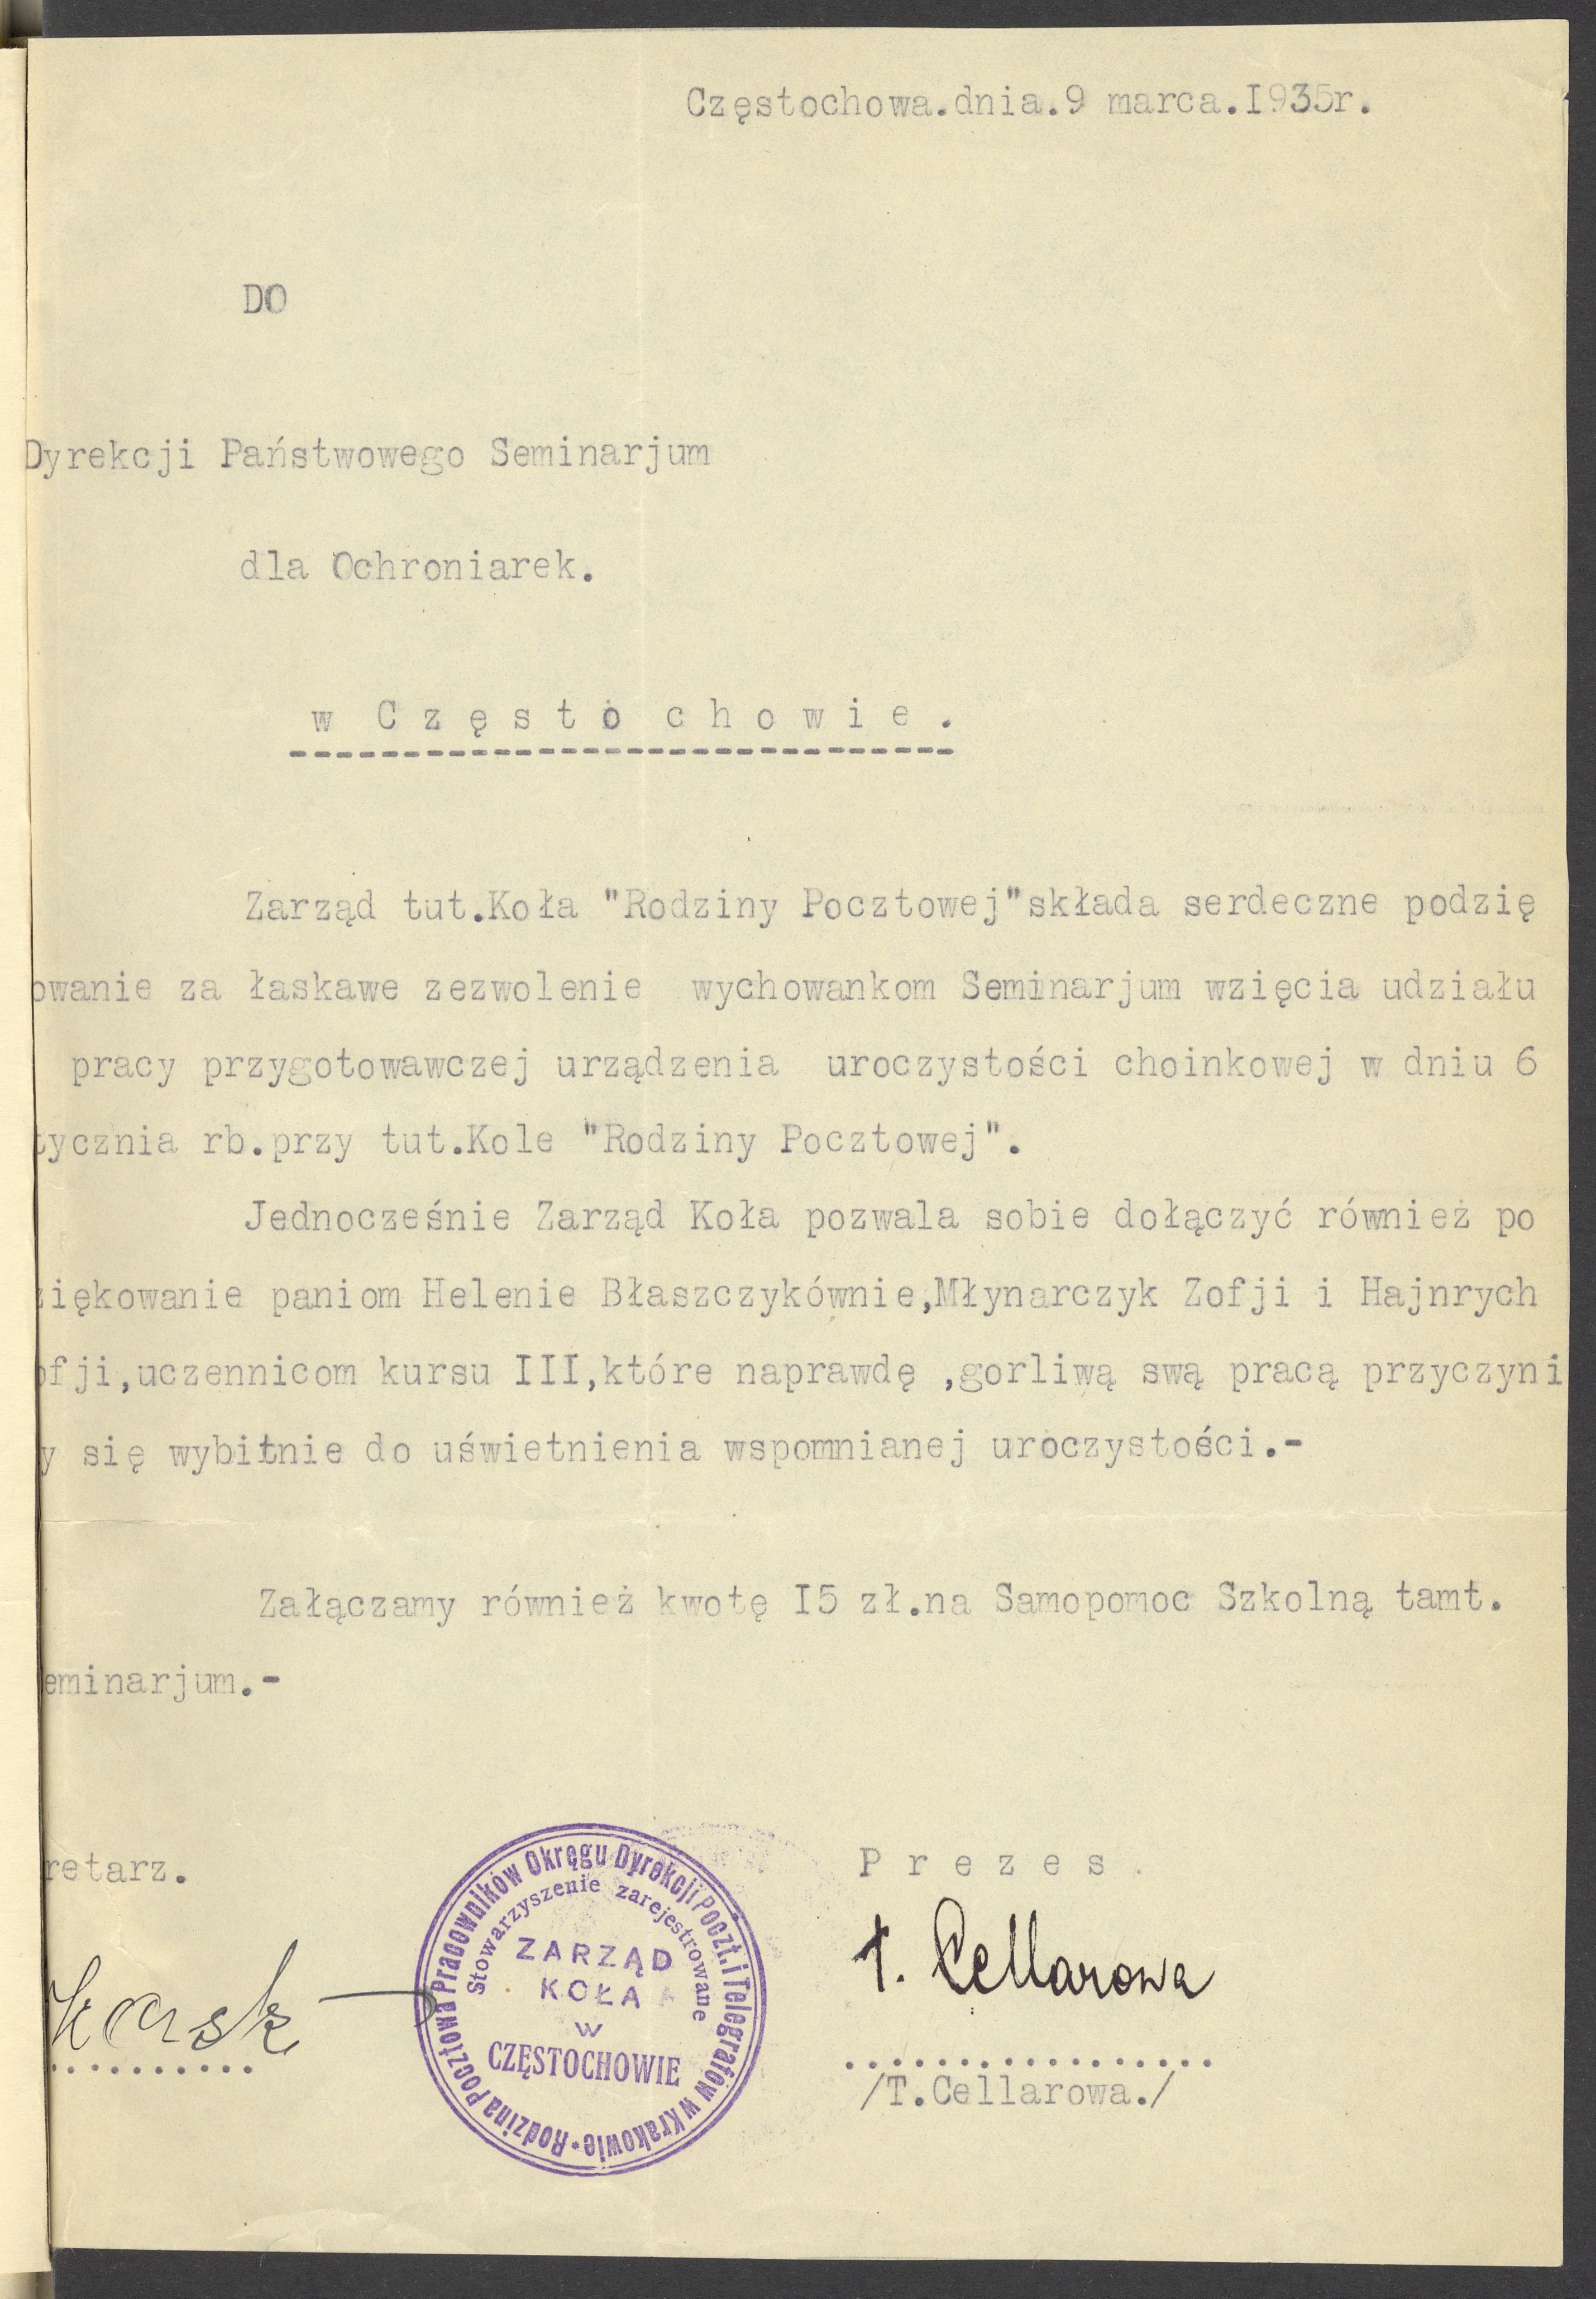 Częstochowa.dnia.9 marca.I935r.
DO
Dyrekcji Państwowego Seminarjum
dla Ochroniarek.
w Częstochowie.
Zarząd tut.Koła "Rodziny Pocztowej"składa serdeczne podzię
owanie za łaskawe zezwolenie wychowankom Seminarjum wzięcia udziału
pracy przygotowawczej urządzenia uroczystości choinkowej w dniu 6
tycznia rb.przy tut.Kole "Rodziny Pocztowej".
Jednocześnie Zarząd Koła pozwala sobie dołączyć również po
ziękowanie paniom Helenie Błaszczykównie,Młynarczyk Zofji i Hajnrych
ofji,uczennicom kursu III,które naprawdę ,gorliwą swą pracą przyczyni
y się wybitnie do uświetnienia wspomnianej uroczystości.-
Załączamy również kwotę I5 zł.na Samopomoc Szkolną tamt.
eminarjum.-
retarz.
Prezes.
T. Cellarowa
..........
.................
/T.Cellarowa./
Rodzina Pocztowa Pracowników Okręgu Dyrekcji Poczt. i Telegrafów w Krakowie *
Stowarzyszenie zarejestrowane
ZARZĄD
KOŁA
W
CZĘSTOCHOWIE